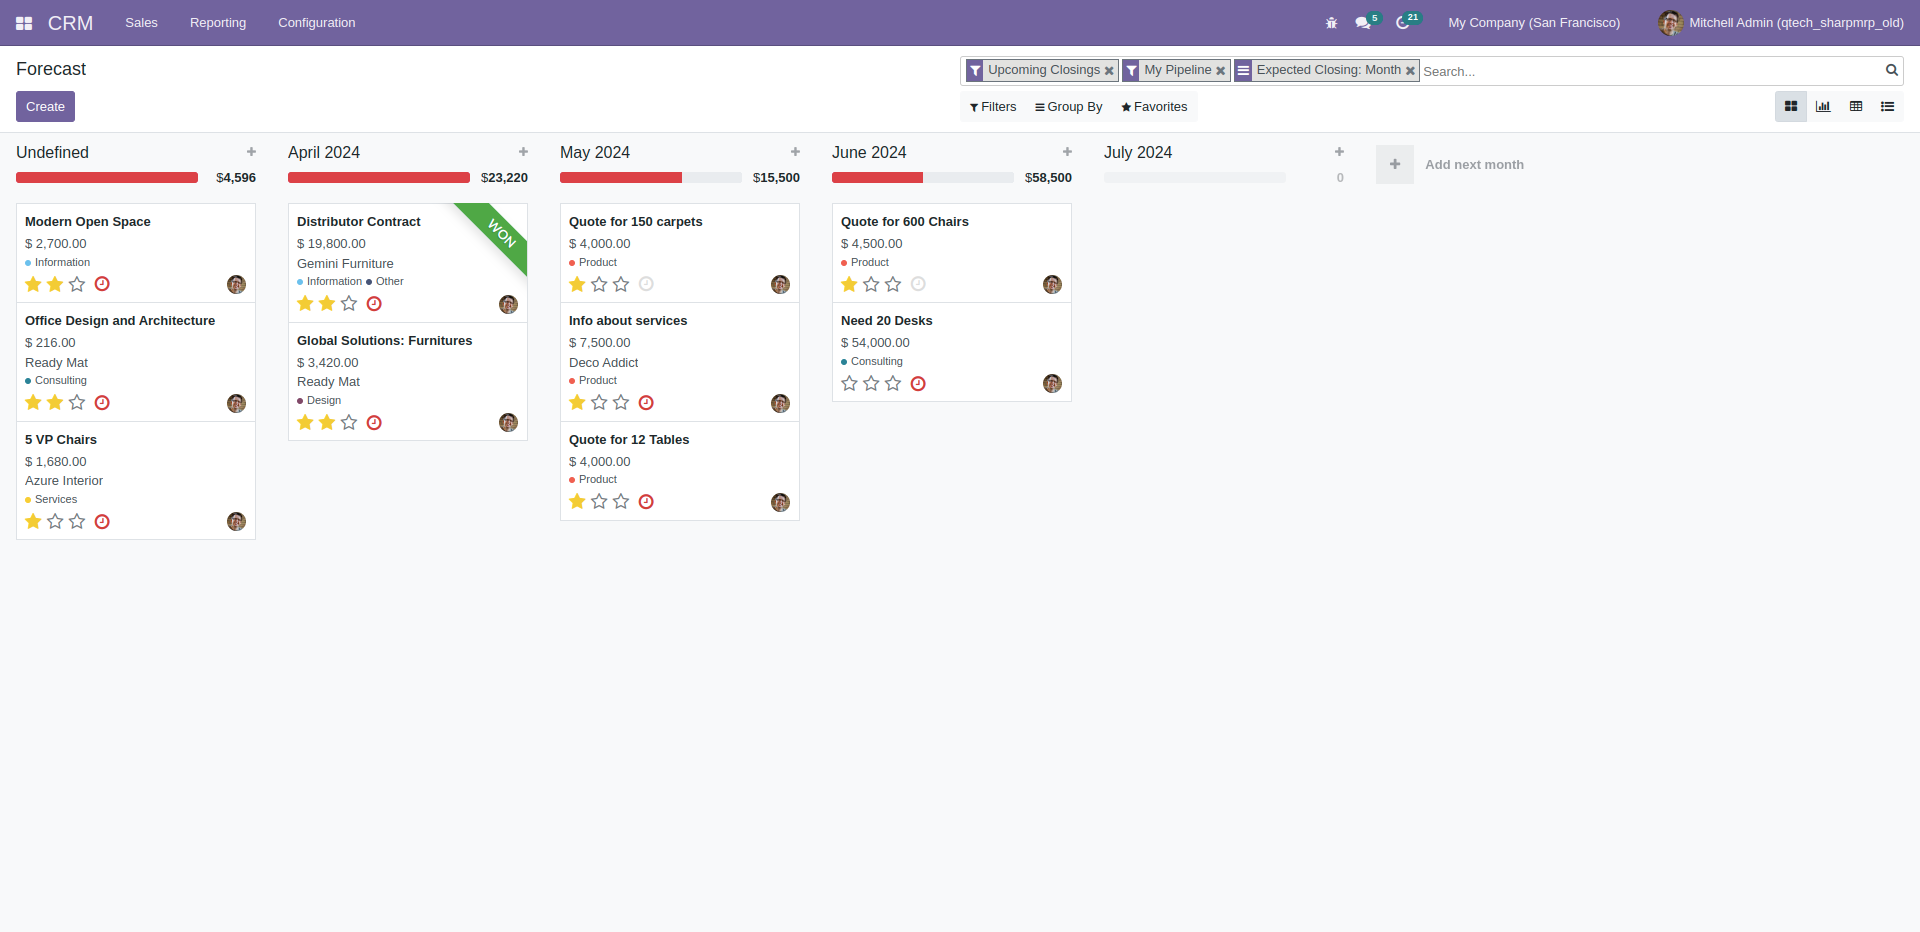 CRM Sales Reporting Configuration 5 21 My Company (San Francisco) Mitchell Admin (qtech_sharpmrp_old)
Forecast
Upcoming Closings My Pipeline Expected Closing: Month Search...
Create
Filters Group By Favorites
Undefined
$4,596
Modern Open Space
$ 2,700.00
Information
Office Design and Architecture
$ 216.00
Ready Mat
Consulting
5 VP Chairs
$ 1,680.00
Azure Interior
Services
April 2024
$23,220
Distributor Contract
WON
$ 19,800.00
Gemini Furniture
Information Other
Global Solutions: Furnitures
$ 3,420.00
Ready Mat
Design
May 2024
$15,500
Quote for 150 carpets
$ 4,000.00
Product
Info about services
$ 7,500.00
Deco Addict
Product
Quote for 12 Tables
$ 4,000.00
Product
June 2024
$58,500
Quote for 600 Chairs
$ 4,500.00
Product
Need 20 Desks
$ 54,000.00
Consulting
July 2024
0
Add next month